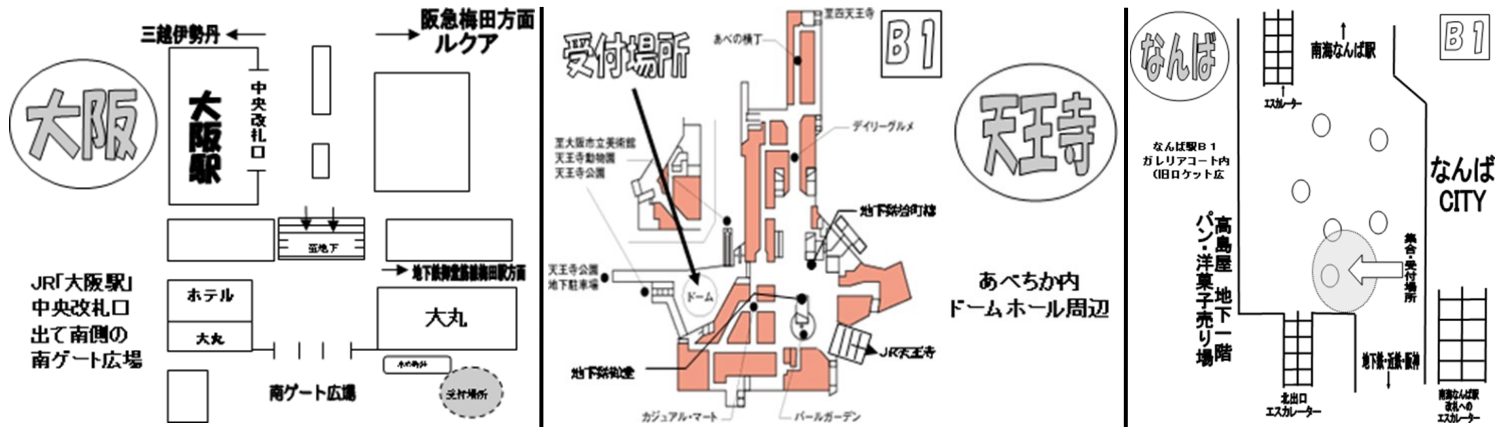 三越伊勢丹
阪急梅田方面
ルクア
大阪
大阪駅
中央改札口
至地下
地下鉄御堂筋線梅田駅方面
JR「大阪駅」
中央改札口
出て南側の
南ゲート広場
ホテル
大丸
大丸
水の時計
南ゲート広場
受付場所
受付場所
至四天王寺
あべの横丁
B1
天王寺
デイリーグルメ
至大阪市立美術館
天王寺動物園
天王寺公園
地下鉄谷町線
天王寺公園
地下駐車場
ドーム
あべちか内
ドームホール周辺
JR天王寺
地下鉄御堂
カジュアル・マート
パールガーデン
なんば
南海なんば駅
B1
エスカレーター
なんば駅B1
ガレリアコート内
(旧ロケット広
なんば
CITY
高島屋 地下一階
パン・洋菓子売り場
集合・受付
場所
地下鉄・近鉄・阪神
北出口
エスカレーター
南海なんば駅
改札への
エスカレーター